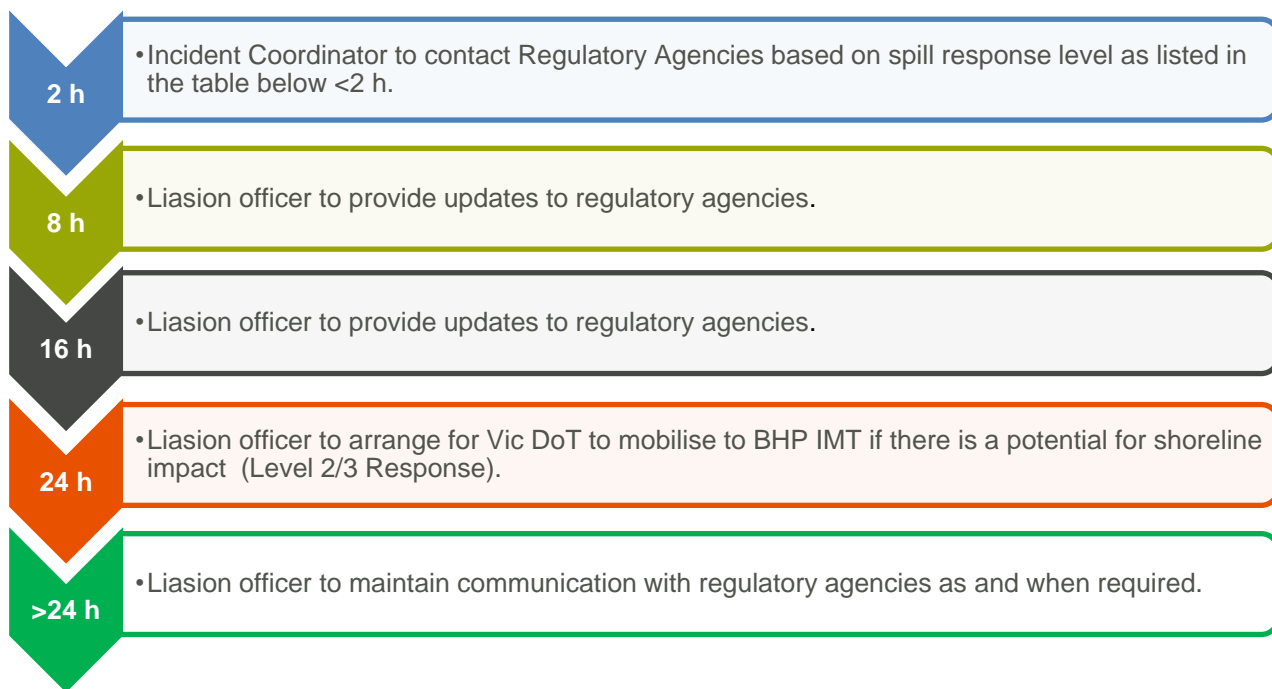 2 h
•Incident Coordinator to contact Regulatory Agencies based on spill response level as listed in
the table below <2 h.
8 h
•Liasion officer to provide updates to regulatory agencies.
16 h
•Liasion officer to provide updates to regulatory agencies.
24 h
•Liasion officer to arrange for Vic DoT to mobilise to BHP IMT if there is a potential for shoreline
impact  (Level 2/3 Response).
>24 h
•Liasion officer to maintain communication with regulatory agencies as and when required.